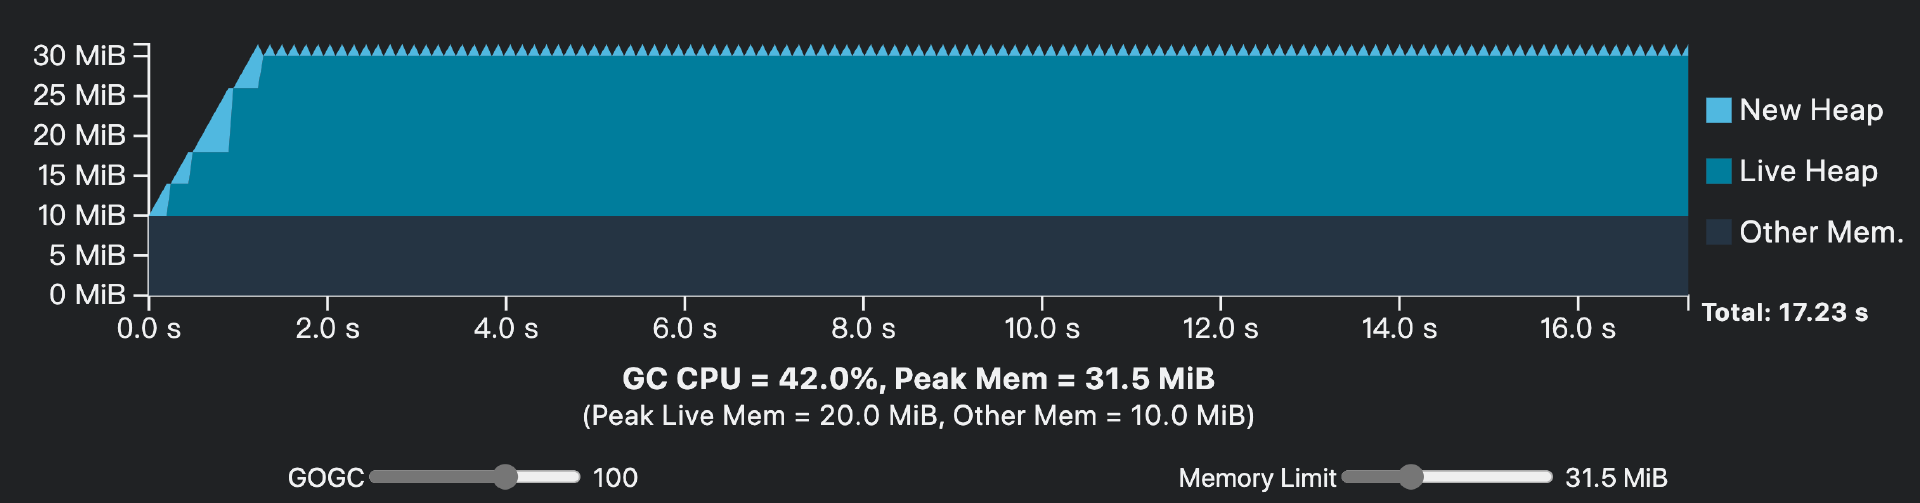 30 MiB
25 MiB
20 MiB
15 MiB
10 MiB
5 MiB
0 MiB
0.0 s 2.0 s 4.0 s 6.0 s 8.0 s 10.0 s 12.0 s 14.0 s 16.0 s
New Heap
Live Heap
Other Mem.
Total: 17.23 s
GC CPU = 42.0%, Peak Mem = 31.5 MiB
(Peak Live Mem = 20.0 MiB, Other Mem = 10.0 MiB)
GOGC 100 Memory Limit 31.5 MiB